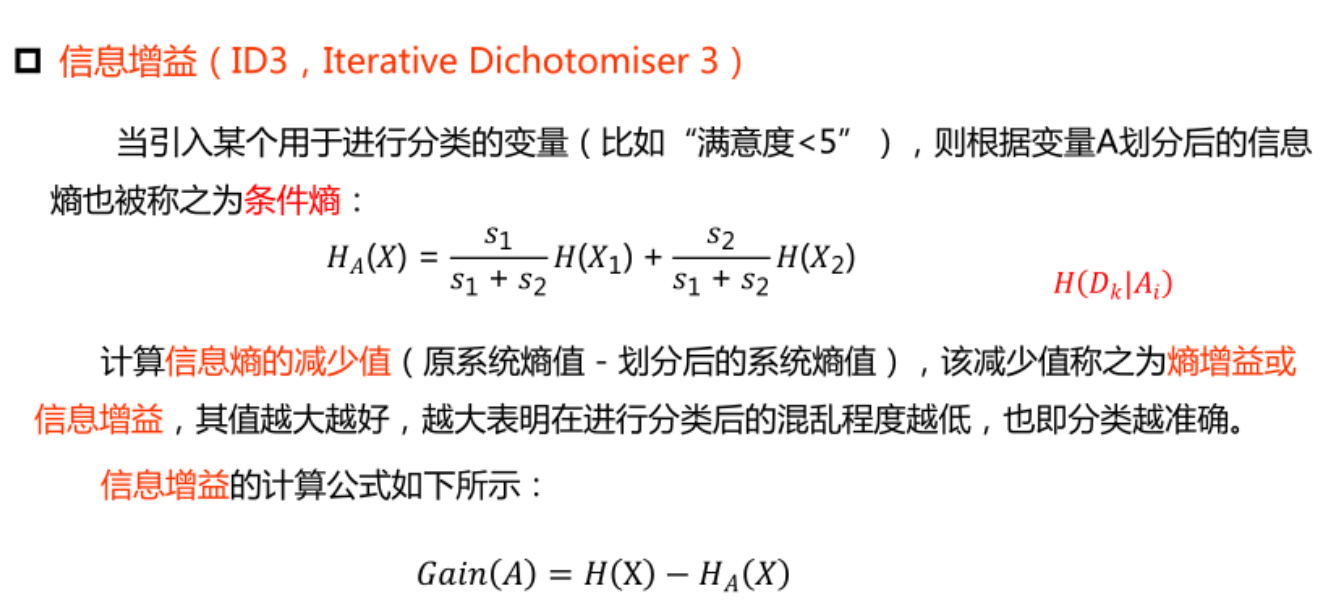 信息增益（ID3，Iterative Dichotomiser 3）
当引入某个用于进行分类的变量（比如“满意度<5”），则根据变量A划分后的信息
熵也被称之为条件熵：
H_A(X) = \frac{s_1}{s_1 + s_2} H(X_1) + \frac{s_2}{s_1 + s_2} H(X_2)
H(D_k|A_i)
计算信息熵的减少值（原系统熵值 - 划分后的系统熵值），该减少值称之为熵增益或
信息增益，其值越大越好，越大表明在进行分类后的混乱程度越低，也即分类越准确。
信息增益的计算公式如下所示：
Gain(A) = H(X) − H_A(X)